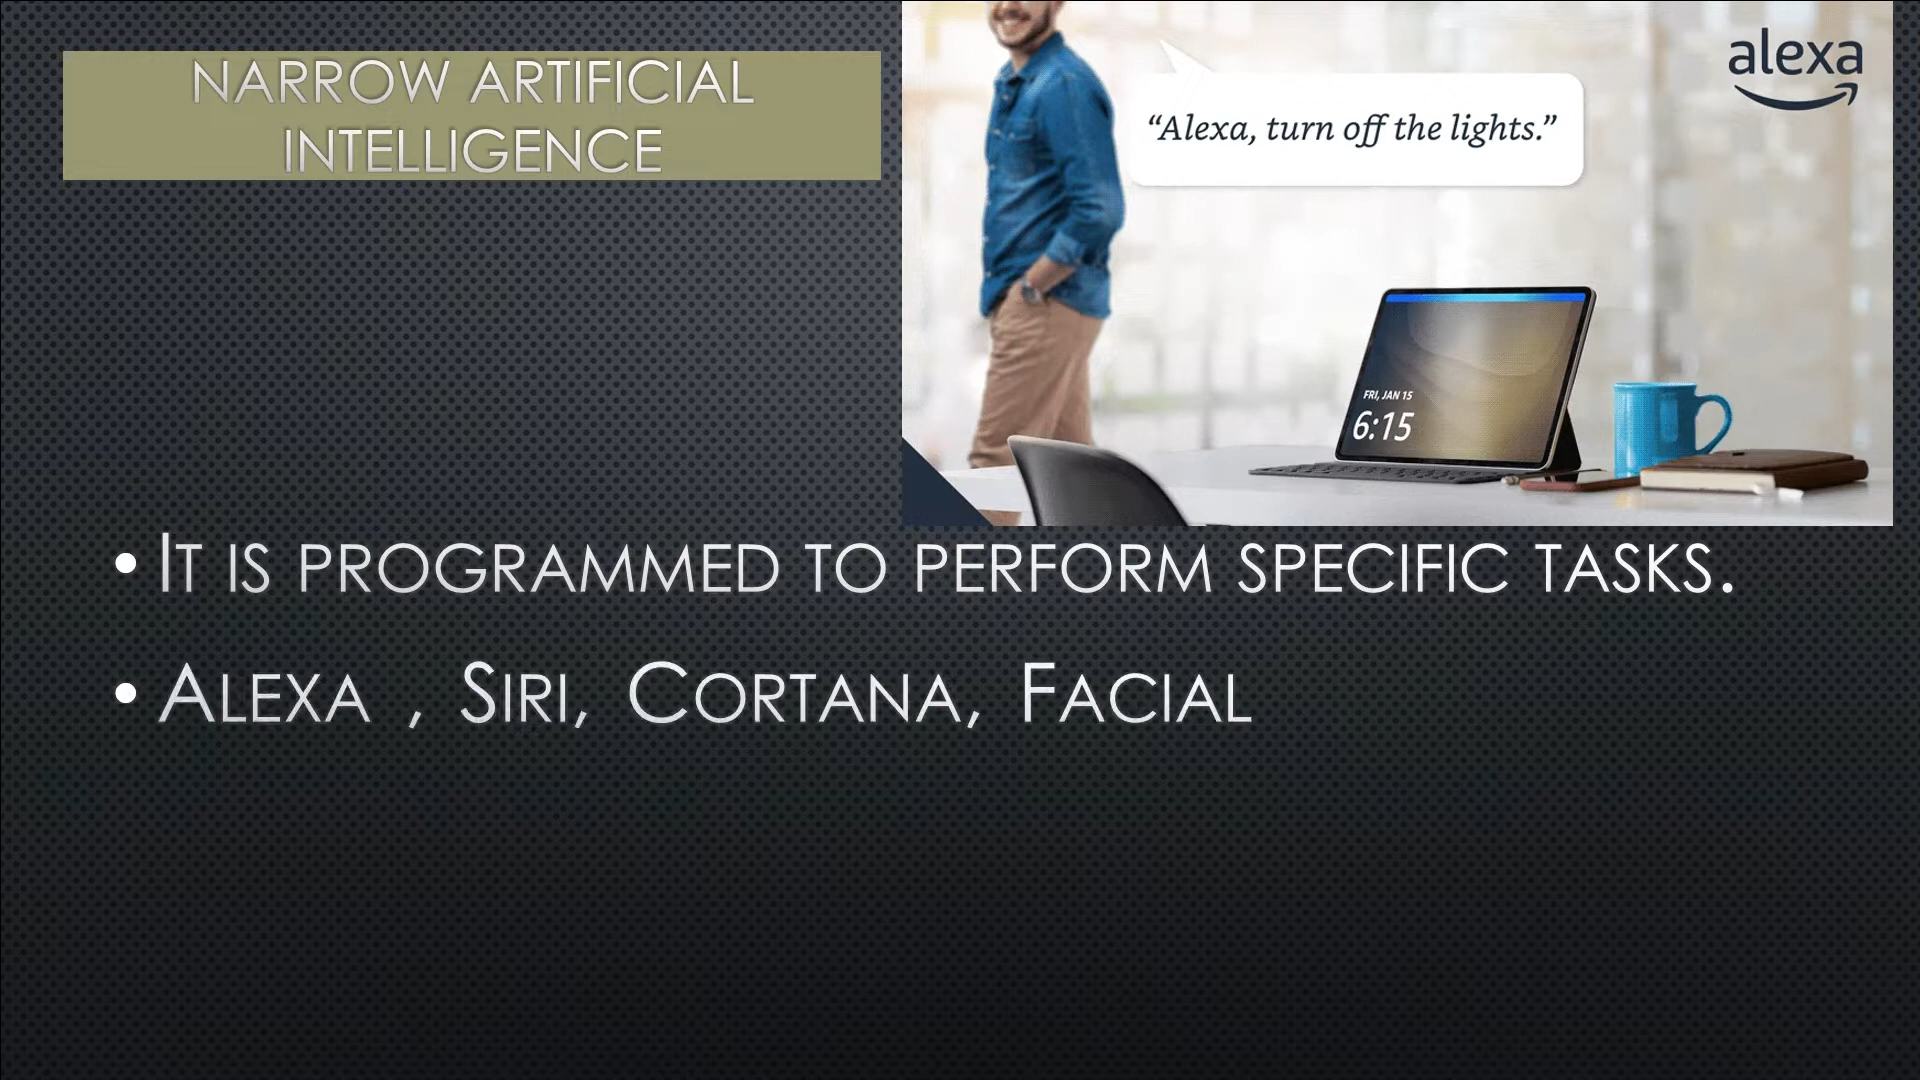 NARROW ARTIFICIAL
INTELLIGENCE
alexa
“Alexa, turn off the lights.”
FRI, JAN 15
6:15
• IT IS PROGRAMMED TO PERFORM SPECIFIC TASKS.
• ALEXA , SIRI, CORTANA, FACIAL